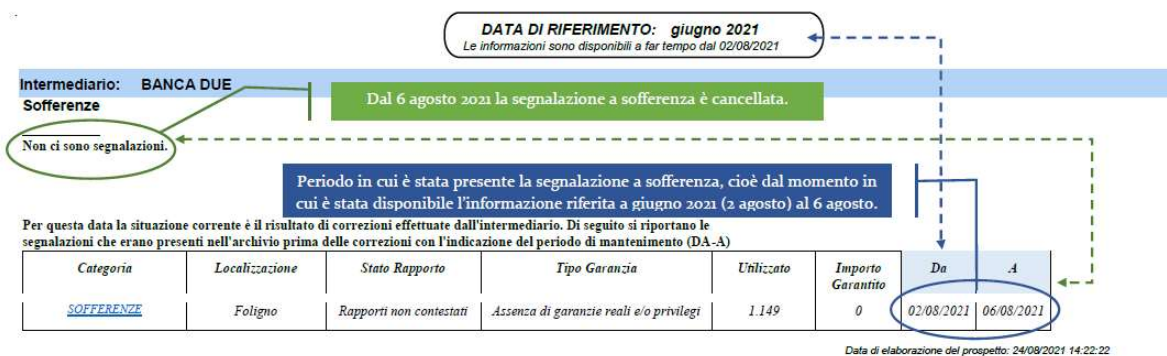 DATA DI RIFERIMENTO: giugno 2021
Le informazioni sono disponibili a far tempo dal 02/08/2021
Intermediario: BANCA DUE
Sofferenze
Dal 6 agosto 2021 la segnalazione a sofferenza è cancellata.
Non ci sono segnalazioni.
Periodo in cui è stata presente la segnalazione a sofferenza, cioè dal momento in
cui è stata disponibile l'informazione riferita a giugno 2021 (2 agosto) al 6 agosto.
Per questa data la situazione corrente è il risultato di correzioni effettuate dall'intermediario. Di seguito si riportano le
segnalazioni che erano presenti nell'archivio prima delle correzioni con l'indicazione del periodo di mantenimento (DA-A)
Categoria Localizzazione Stato Rapporto Tipo Garanzia Utilizzato Importo Garantito Da A
SOFFERENZE Foligno Rapporti non contestati Assenza di garanzie reali e/o privilegi 1.149 0 02/08/2021 06/08/2021
Data di elaborazione del prospetto: 24/08/2021 14:22:22